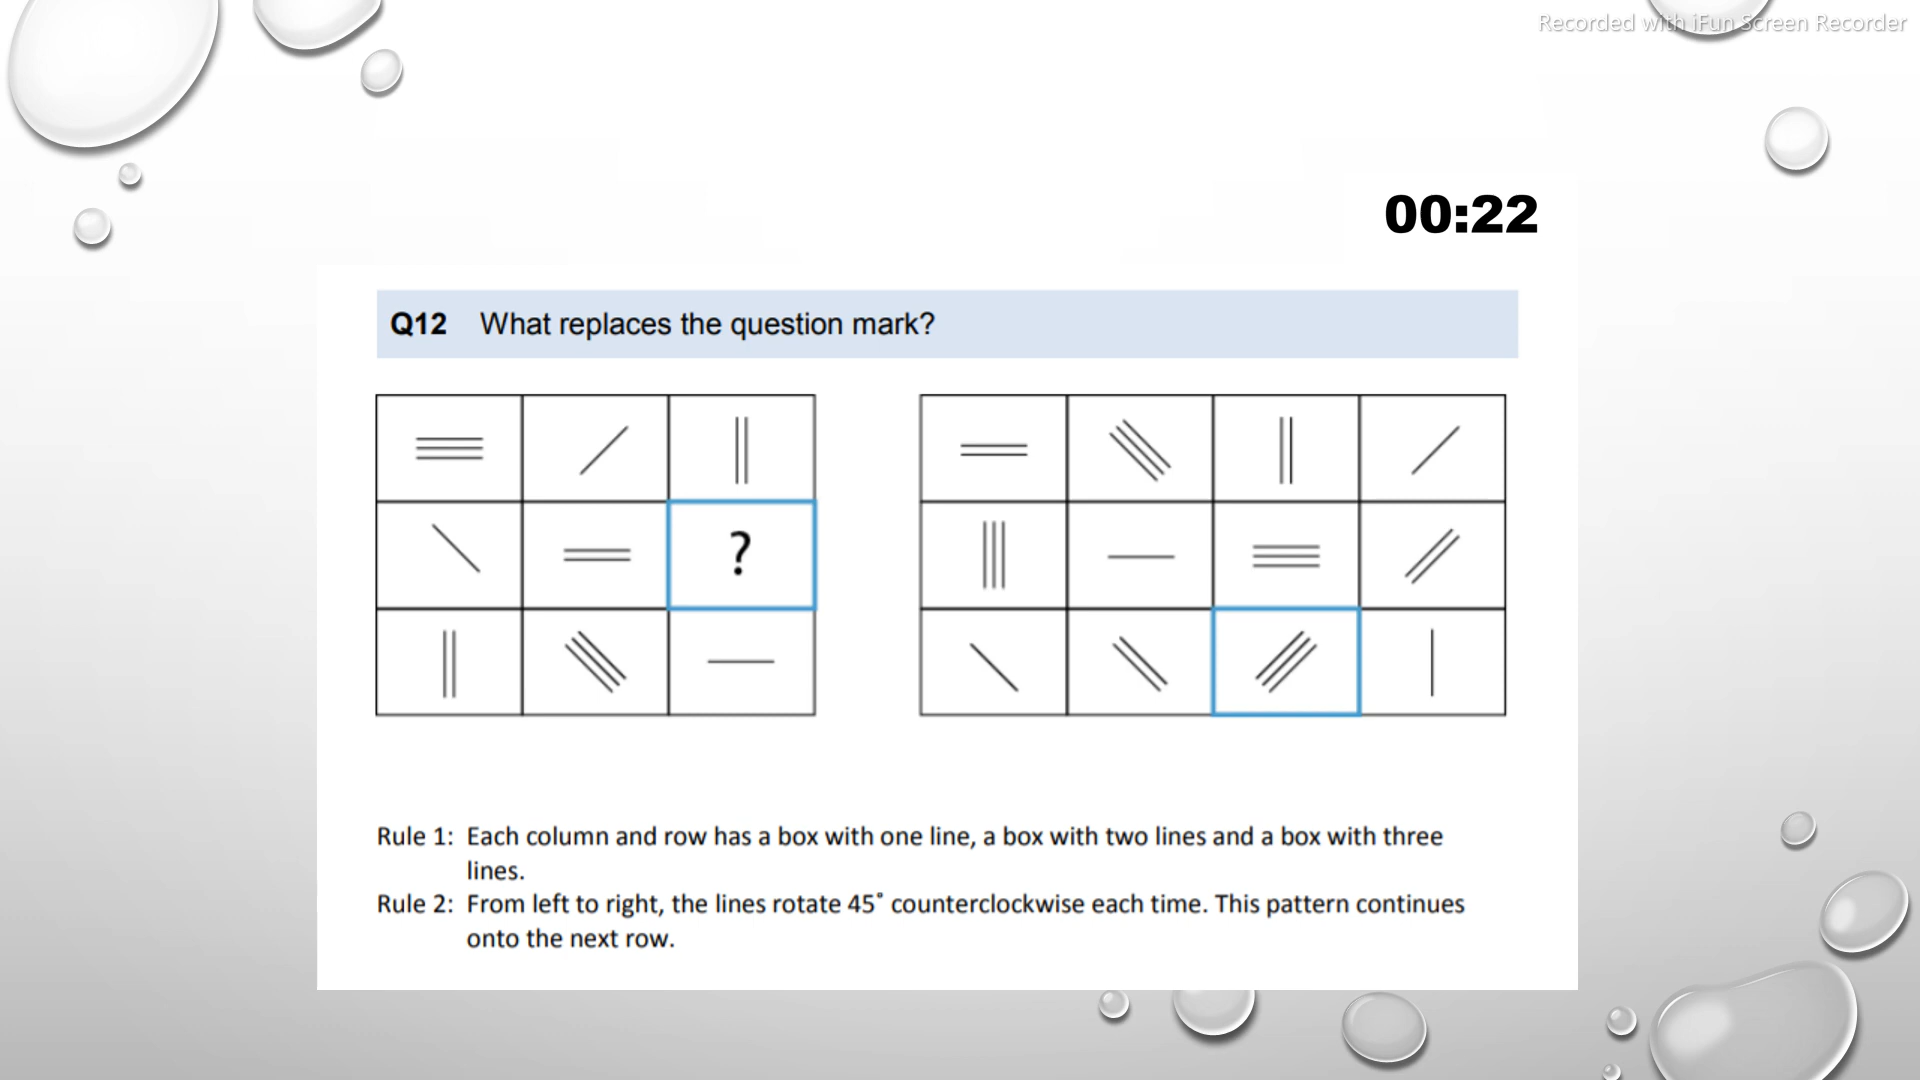 Recorded with iFun Screen Recorder
00:22
Q12 What replaces the question mark?
?
Rule 1: Each column and row has a box with one line, a box with two lines and a box with three
lines.
Rule 2: From left to right, the lines rotate 45˚ counterclockwise each time. This pattern continues
onto the next row.